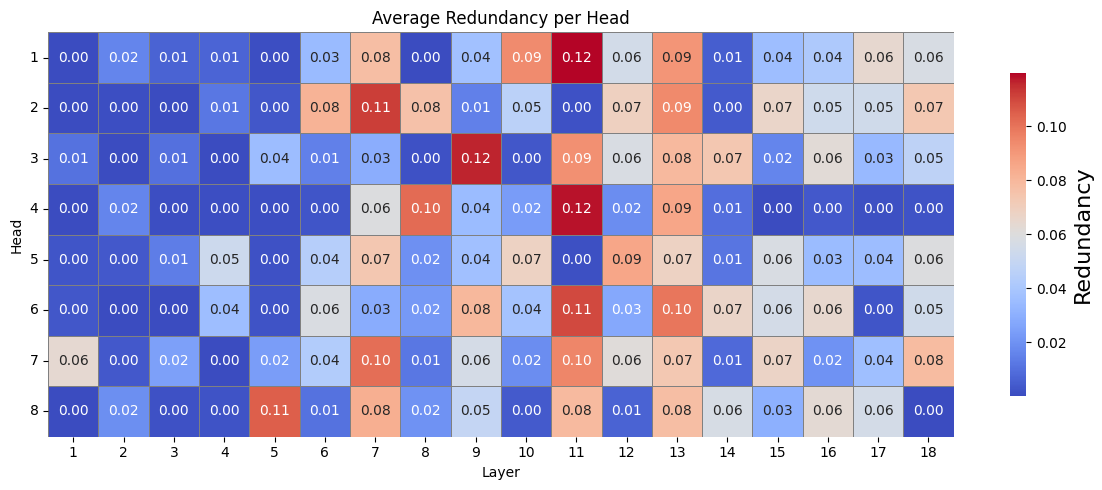 Average Redundancy per Head
1 0.00 0.02 0.01 0.01 0.00 0.03 0.08 0.00 0.04 0.09 0.12 0.06 0.09 0.01 0.04 0.04 0.06 0.06
2 0.00 0.00 0.00 0.01 0.00 0.08 0.11 0.08 0.01 0.05 0.00 0.07 0.09 0.00 0.07 0.05 0.05 0.07
3 0.01 0.00 0.01 0.00 0.04 0.01 0.03 0.00 0.12 0.00 0.09 0.06 0.08 0.07 0.02 0.06 0.03 0.05
4 0.00 0.02 0.00 0.00 0.00 0.00 0.06 0.10 0.04 0.02 0.12 0.02 0.09 0.01 0.00 0.00 0.00 0.00
5 0.00 0.00 0.01 0.05 0.00 0.04 0.07 0.02 0.04 0.07 0.00 0.09 0.07 0.01 0.06 0.03 0.04 0.06
6 0.00 0.00 0.00 0.04 0.00 0.06 0.03 0.02 0.08 0.04 0.11 0.03 0.10 0.07 0.06 0.06 0.00 0.05
7 0.06 0.00 0.02 0.00 0.02 0.04 0.10 0.01 0.06 0.02 0.10 0.06 0.07 0.01 0.07 0.02 0.04 0.08
8 0.00 0.02 0.00 0.00 0.11 0.01 0.08 0.02 0.05 0.00 0.08 0.01 0.08 0.06 0.03 0.06 0.06 0.00
1 2 3 4 5 6 7 8 9 10 11 12 13 14 15 16 17 18
Layer
Head
0.10
0.08
0.06
0.04
0.02
Redundancy